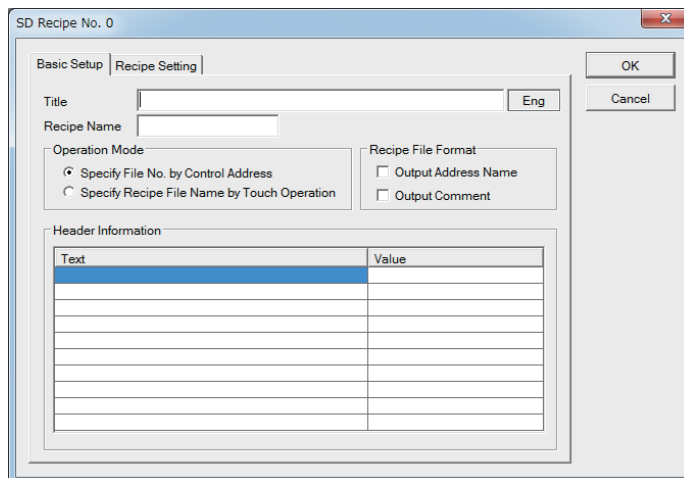 SD Recipe No. 0
Basic Setup
Recipe Setting
OK
Cancel
Title
Eng
Recipe Name
Operation Mode
Specify File No. by Control Address
Specify Recipe File Name by Touch Operation
Recipe File Format
Output Address Name
Output Comment
Header Information
Text Value